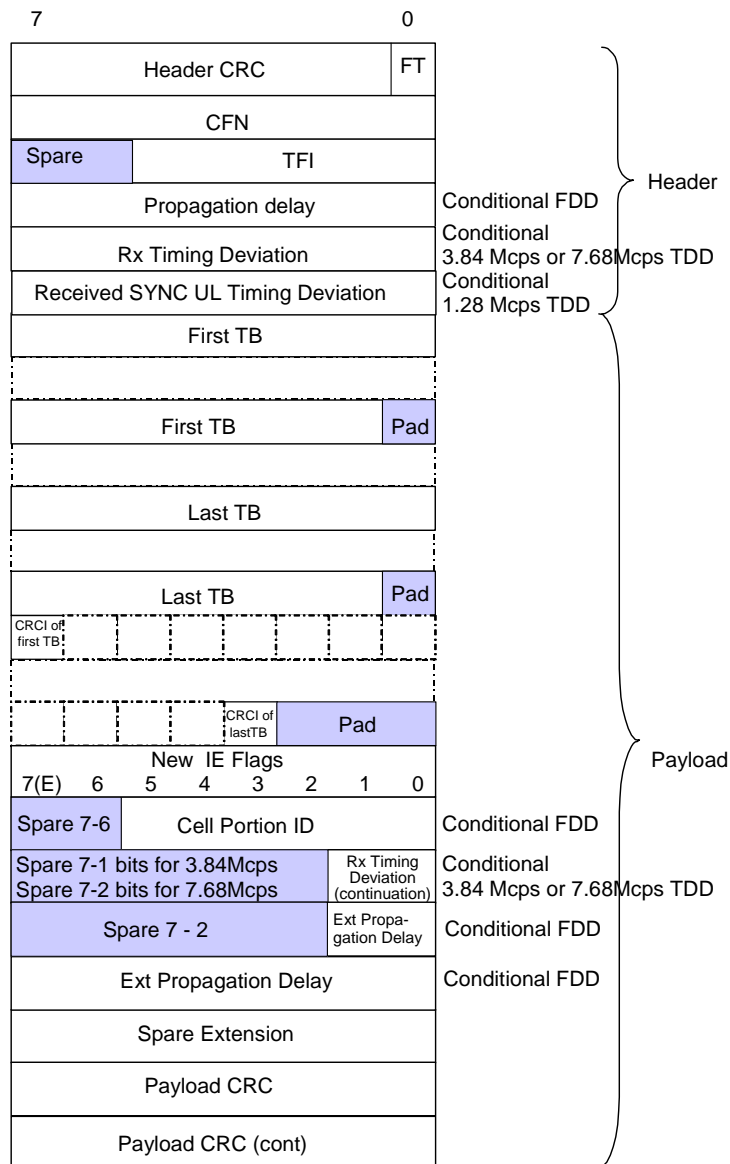 7 0
Header CRC FT
CFN
Spare TFI
Header
Propagation delay Conditional FDD
Rx Timing Deviation Conditional
3.84 Mcps or 7.68Mcps TDD
Received SYNC UL Timing Deviation Conditional
1.28 Mcps TDD
First TB
First TB Pad
Last TB
Last TB Pad
CRCI of
first TB
CRCI of
lastTB
Pad
New IE Flags
7(E) 6 5 4 3 2 1 0
Payload
Spare 7-6 Cell Portion ID Conditional FDD
Spare 7-1 bits for 3.84Mcps
Spare 7-2 bits for 7.68Mcps
Rx Timing
Deviation
(continuation)
Conditional
3.84 Mcps or 7.68Mcps TDD
Spare 7 - 2
Ext Propa-
gation Delay
Conditional FDD
Ext Propagation Delay Conditional FDD
Spare Extension
Payload CRC
Payload CRC (cont)